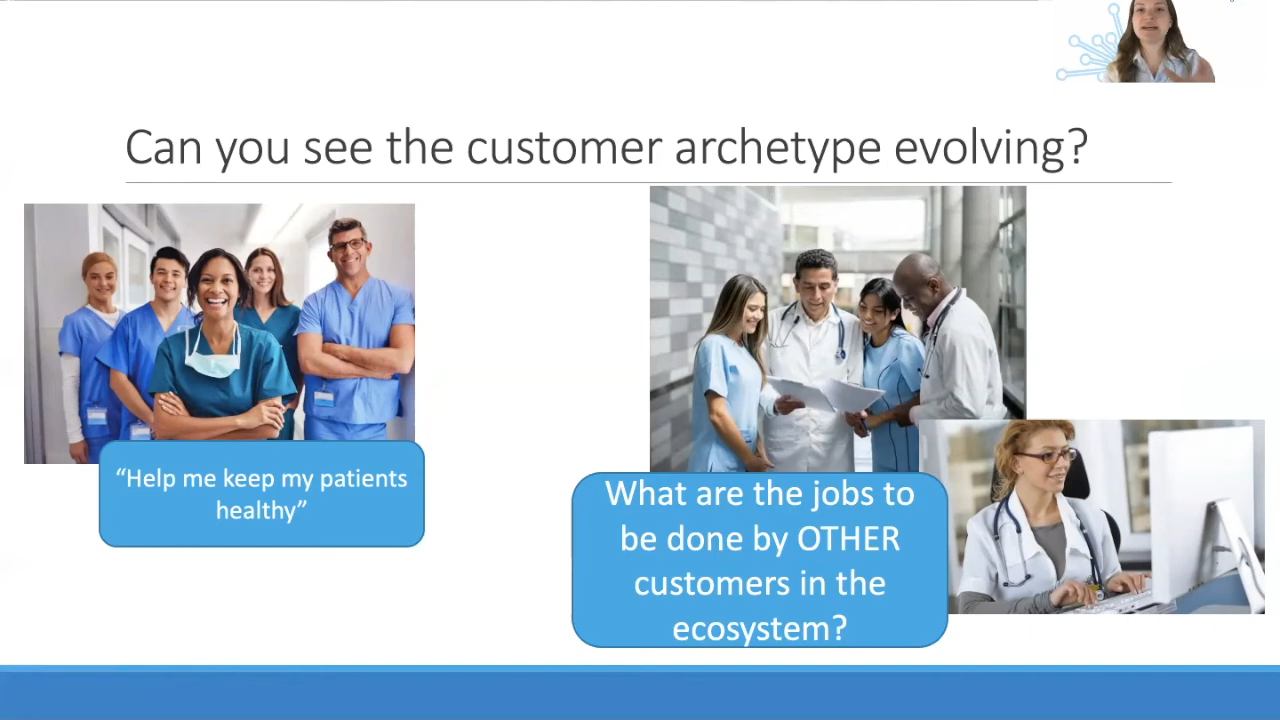 Can you see the customer archetype evolving?
“Help me keep my patients
healthy”
What are the jobs to
be done by OTHER
customers in the
ecosystem?